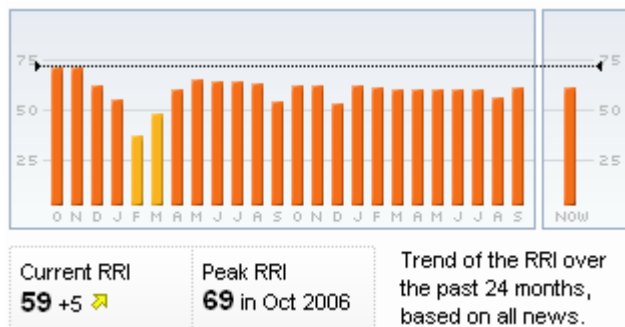 75 75
50 50
25 25
O N D J F M A M J J A S O N D J F M A M J J A S NOW
Current RRI
59 +5
Peak RRI
69 in Oct 2006
Trend of the RRI over
the past 24 months,
based on all news.